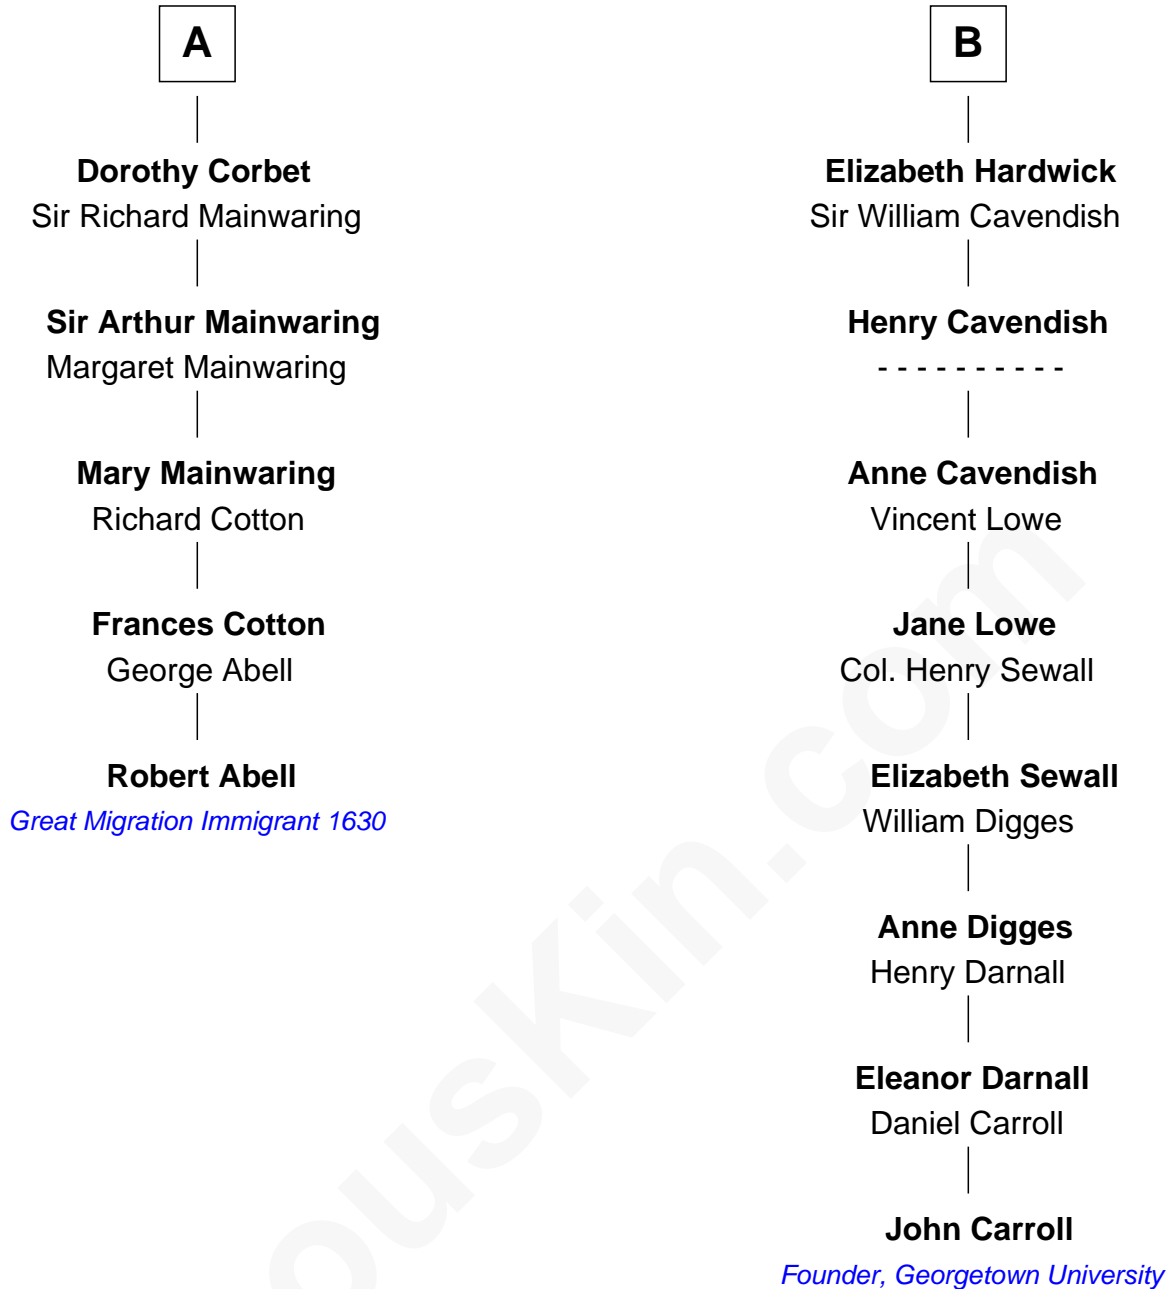 A
Dorothy Corbet
Sir Richard Mainwaring
Sir Arthur Mainwaring
Margaret Mainwaring
Mary Mainwaring
Richard Cotton
Frances Cotton
George Abell
Robert Abell
Great Migration Immigrant 1630
B
Elizabeth Hardwick
Sir William Cavendish
Henry Cavendish
- - - - - - - - - -
Anne Cavendish
Vincent Lowe
Jane Lowe
Col. Henry Sewall
Elizabeth Sewall
William Digges
Anne Digges
Henry Darnall
Eleanor Darnall
Daniel Carroll
John Carroll
Founder, Georgetown University
ouskin.com